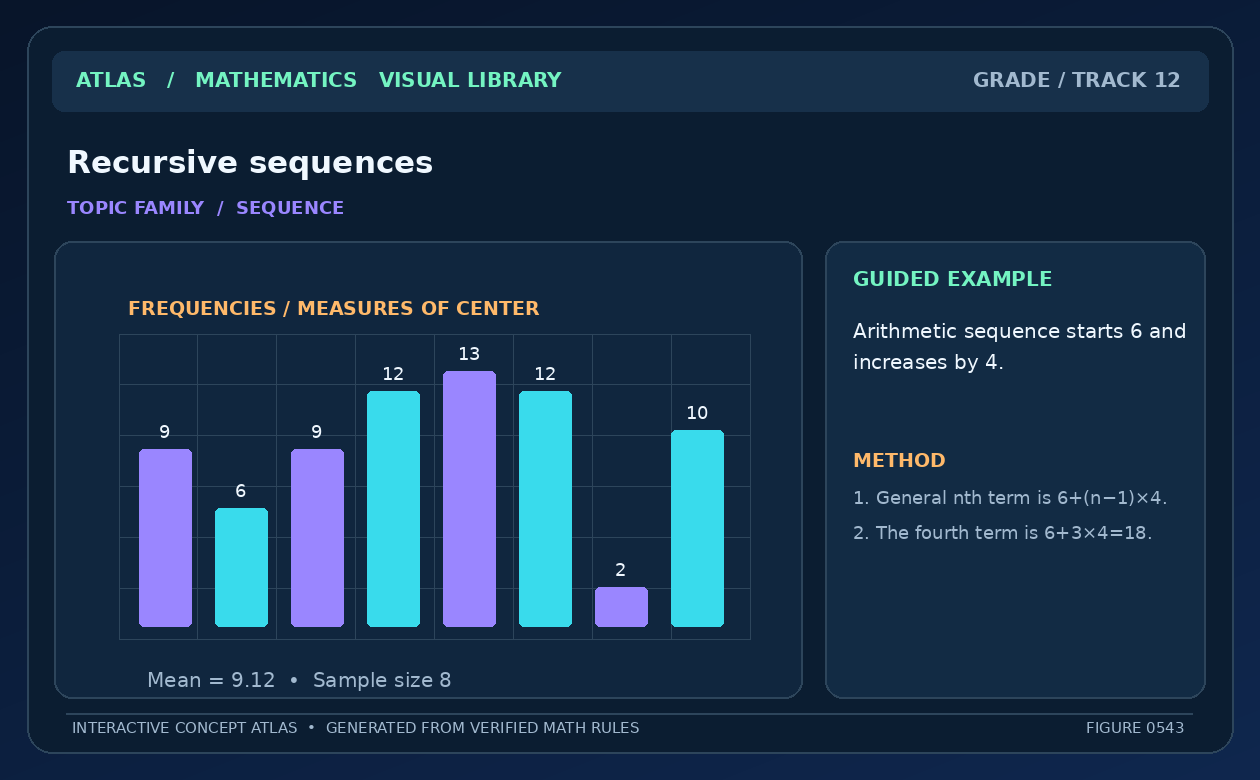 ATLAS / MATHEMATICS VISUAL LIBRARY
GRADE / TRACK 12
Recursive sequences
TOPIC FAMILY / SEQUENCE
FREQUENCIES / MEASURES OF CENTER
9
6
9
12
13
12
2
10
Mean = 9.12 • Sample size 8
GUIDED EXAMPLE
Arithmetic sequence starts 6 and
increases by 4.
METHOD
1. General nth term is 6+(n−1)×4.
2. The fourth term is 6+3×4=18.
INTERACTIVE CONCEPT ATLAS • GENERATED FROM VERIFIED MATH RULES
FIGURE 0543